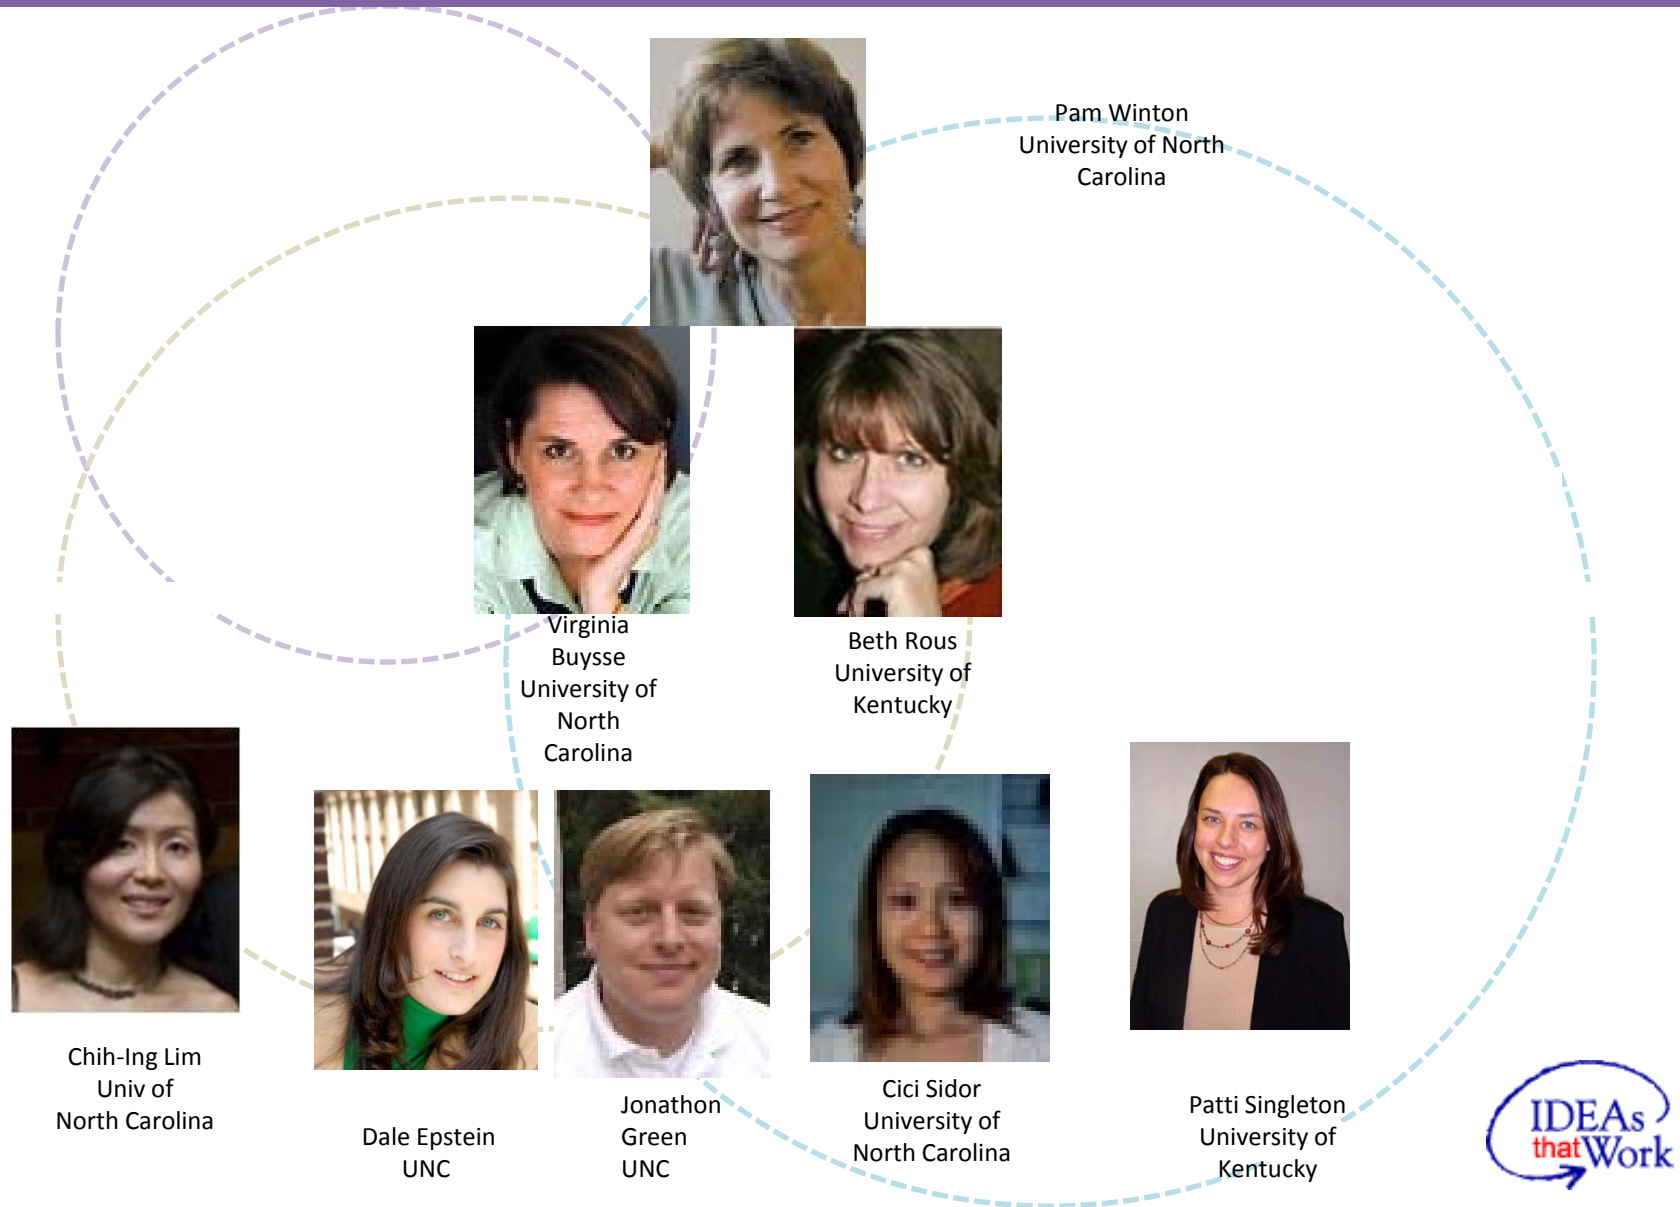 Pam Winton
University of North
Carolina
Virginia
Buysse
University of
North
Carolina
Beth Rous
University of
Kentucky
Chih-Ing Lim
Univ of
North Carolina
Dale Epstein
UNC
Jonathon
Green
UNC
Cici Sidor
University of
North Carolina
Patti Singleton
University of
Kentucky
IDEAs
that Work